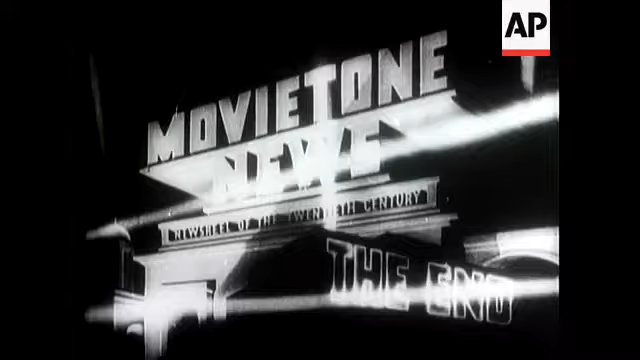 AP
MOVIETONE
NEWS
NEWSREEL OF THE TWENTIETH CENTURY
THE END